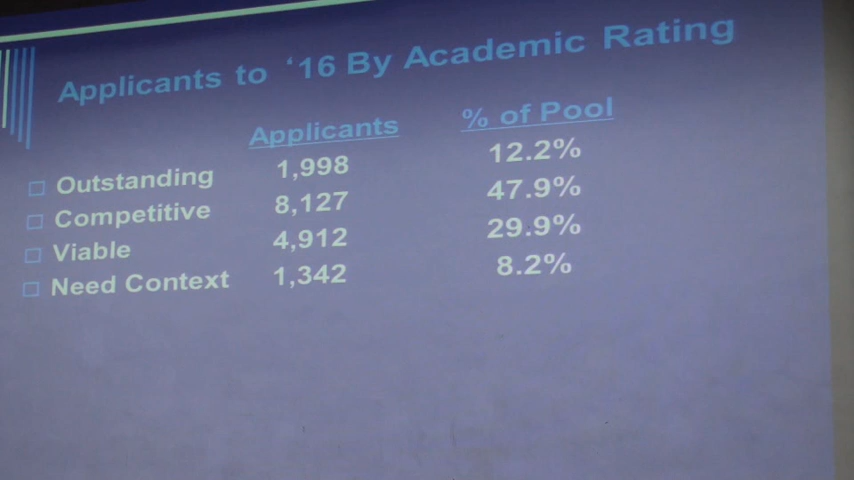 Applicants to ‘16 By Academic Rating
Applicants % of Pool
Outstanding 1,998 12.2%
Competitive 8,127 47.9%
Viable 4,912 29.9%
Need Context 1,342 8.2%